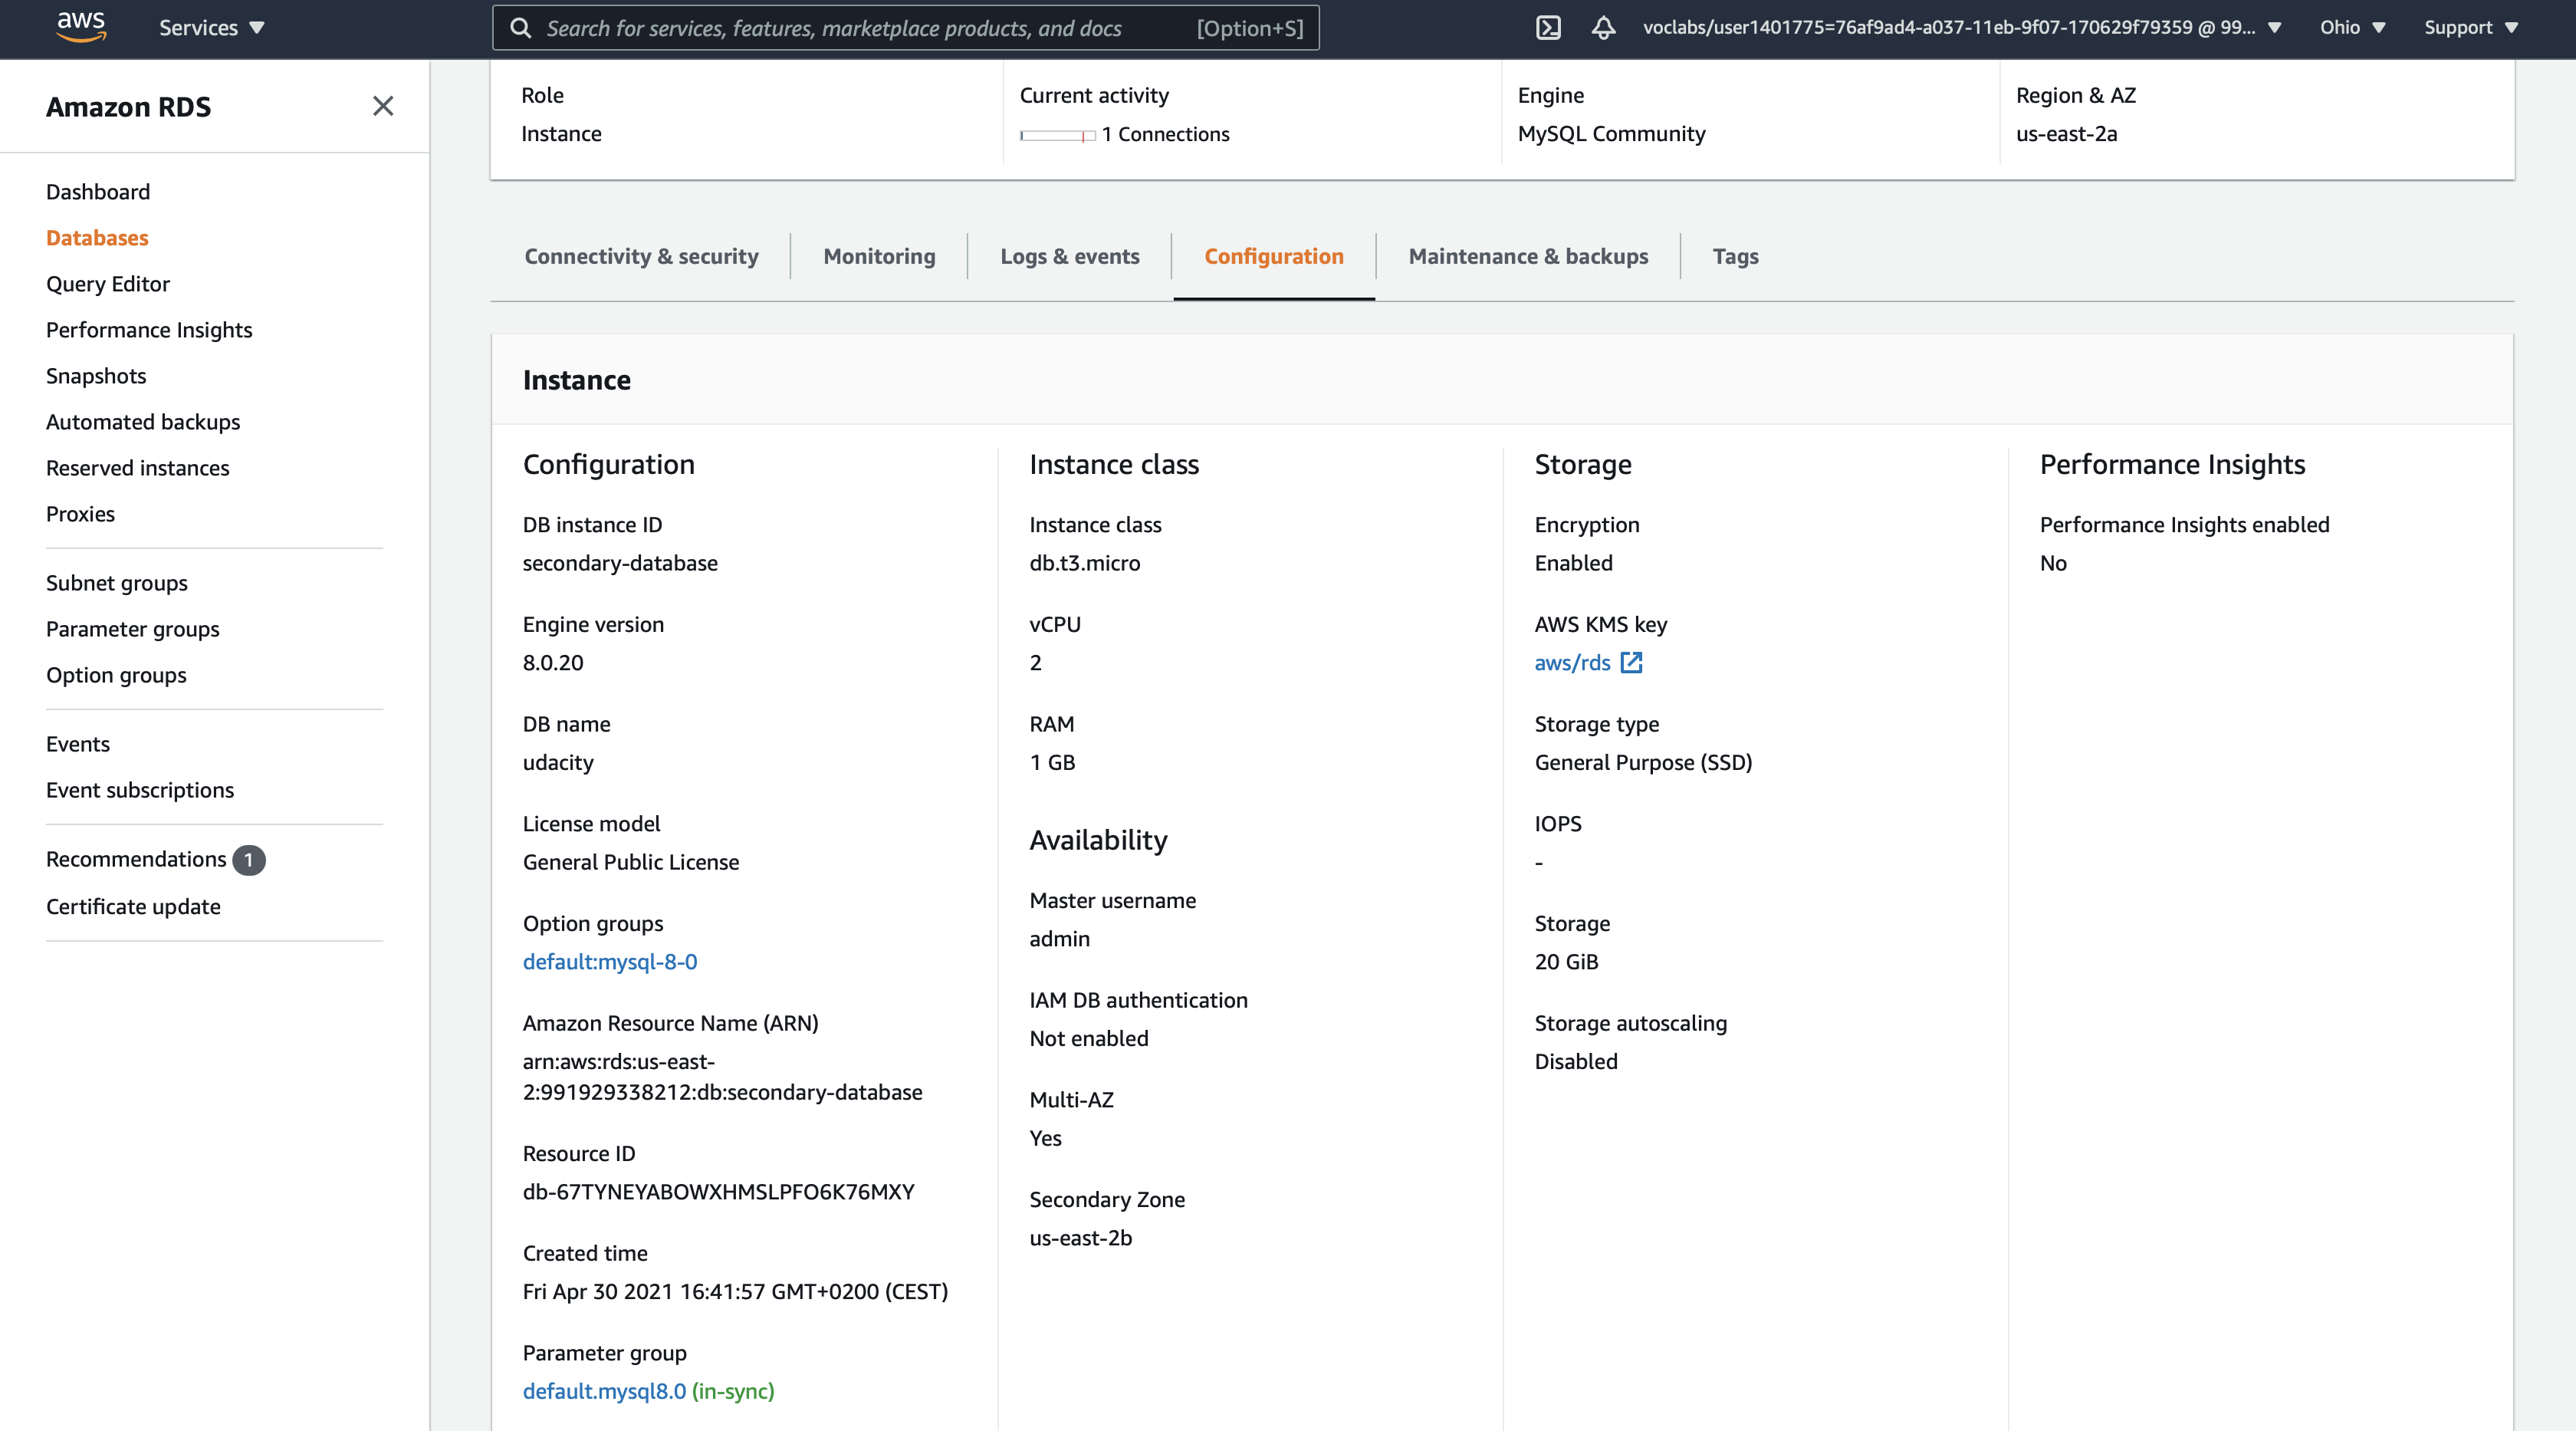 aws
Services
Search for services, features, marketplace products, and docs [Option+S]
voclabs/user1401775=76af9ad4-a037-11eb-9f07-170629f79359 @ 99...
Ohio
Support
Amazon RDS
Dashboard
Databases
Query Editor
Performance Insights
Snapshots
Automated backups
Reserved instances
Proxies
Subnet groups
Parameter groups
Option groups
Events
Event subscriptions
Recommendations 1
Certificate update
Role
Instance
Current activity
1 Connections
Engine
MySQL Community
Region & AZ
us-east-2a
Connectivity & security
Monitoring
Logs & events
Configuration
Maintenance & backups
Tags
Instance
Configuration
DB instance ID
secondary-database
Engine version
8.0.20
DB name
udacity
License model
General Public License
Option groups
default:mysql-8-0
Amazon Resource Name (ARN)
arn:aws:rds:us-east-
2:991929338212:db:secondary-database
Resource ID
db-67TYNEYABOWXHMSLPFO6K76MXY
Created time
Fri Apr 30 2021 16:41:57 GMT+0200 (CEST)
Parameter group
default.mysql8.0 (in-sync)
Instance class
Instance class
db.t3.micro
vCPU
2
RAM
1 GB
Availability
Master username
admin
IAM DB authentication
Not enabled
Multi-AZ
Yes
Secondary Zone
us-east-2b
Storage
Encryption
Enabled
AWS KMS key
aws/rds
Storage type
General Purpose (SSD)
IOPS
-
Storage
20 GiB
Storage autoscaling
Disabled
Performance Insights
Performance Insights enabled
No